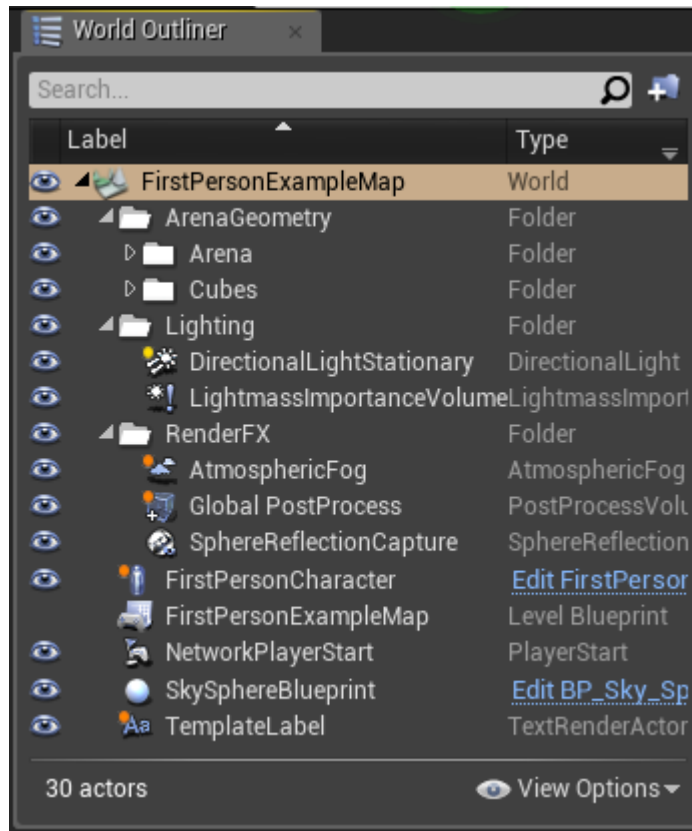 World Outliner
Search...
Label Type
FirstPersonExampleMap World
ArenaGeometry Folder
Arena Folder
Cubes Folder
Lighting Folder
DirectionalLightStationary DirectionalLight
LightmassImportanceVolume LightmassImport
RenderFX Folder
AtmosphericFog AtmosphericFog
Global PostProcess PostProcessVolu
SphereReflectionCapture SphereReflection
FirstPersonCharacter Edit FirstPerson
FirstPersonExampleMap Level Blueprint
NetworkPlayerStart PlayerStart
SkySphereBlueprint Edit BP_Sky_Sp
Aa TemplateLabel TextRenderActor
30 actors View Options